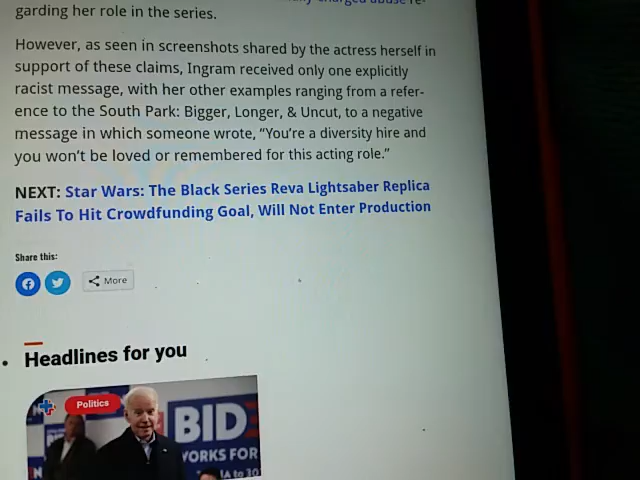 garding her role in the series.
However, as seen in screenshots shared by the actress herself in
support of these claims, Ingram received only one explicitly
racist message, with her other examples ranging from a refer-
ence to the South Park: Bigger, Longer, & Uncut, to a negative
message in which someone wrote, “You’re a diversity hire and
you won’t be loved or remembered for this acting role.”
NEXT: Star Wars: The Black Series Reva Lightsaber Replica
Fails To Hit Crowdfunding Goal, Will Not Enter Production
Share this:
More
Headlines for you
Politics
BID
WORKS FOR